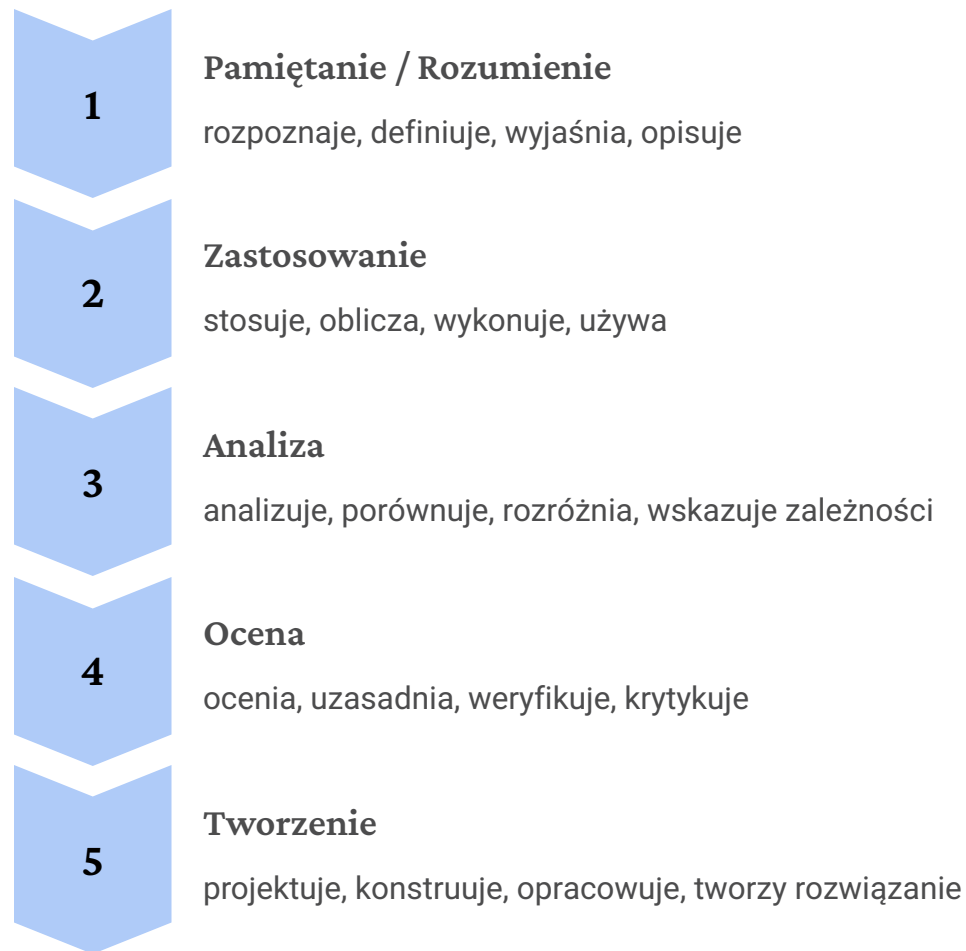 1
Pamiętanie / Rozumienie
rozpoznaje, definiuje, wyjaśnia, opisuje
2
Zastosowanie
stosuje, oblicza, wykonuje, używa
3
Analiza
analizuje, porównuje, rozróżnia, wskazuje zależności
4
Ocena
ocenia, uzasadnia, weryfikuje, krytykuje
5
Tworzenie
projektuje, konstruuje, opracowuje, tworzy rozwiązanie